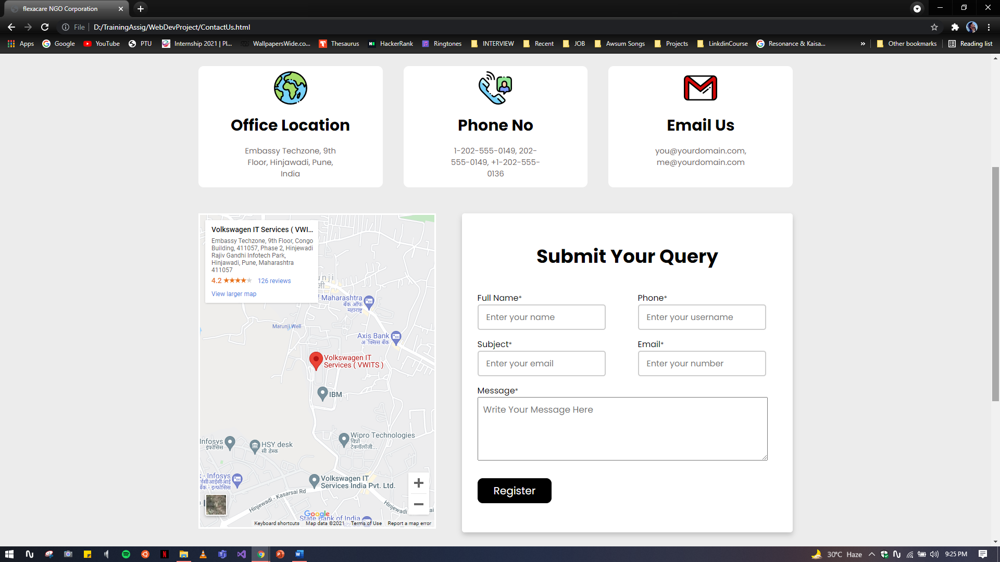 flexacare NGO Corporation
File D:/TrainingAssig/WebDevProject/ContactUs.html
Apps Google YouTube PTU Internship 2021 | Pl... WallpapersWide.co... Thesaurus HackerRank Ringtones INTERVIEW Recent JOB Awsum Songs Projects LinkdinCourse Resonance & Kaisa... » Other bookmarks Reading list
Office Location
Embassy Techzone, 9th
Floor, Hinjawadi, Pune,
India
Phone No
1-202-555-0149, 202-
555-0149, +1-202-555-
0136
Email Us
you@yourdomain.com,
me@yourdomain.com
Volkswagen IT Services ( VWI...
Embassy Techzone, 9th Floor, Congo
Building, 411057, Phase 2, Hinjewadi
Rajiv Gandhi Infotech Park,
Hinjawadi, Pune, Maharashtra
411057
4.2 126 reviews
View larger map
unji
जी
f Maharashtra
बँक ऑफ
महाराष्ट्र
Marunji Well
Axis Bank
Volkswagen IT
Services ( VWITS )
IBM
Wipro Technologies
विप्रो
टेक्नॉलॉजी...
Infosys
इंफोसिस
HSY desk
सी डेस्क
k - Infosys
ईसीआईसीआई
बँक - इन्फोसिस
Volkswagen IT
Services India Pvt. Ltd.
Hinjewadi - Kasarsai Rd
Hinjewadi
Google
State Bank of India
Keyboard shortcuts Map data ©2021 Terms of Use Report a map error
Submit Your Query
Full Name*
Enter your name
Phone*
Enter your username
Subject*
Enter your email
Email*
Enter your number
Message*
Write Your Message Here
Register
30°C Haze 9:25 PM